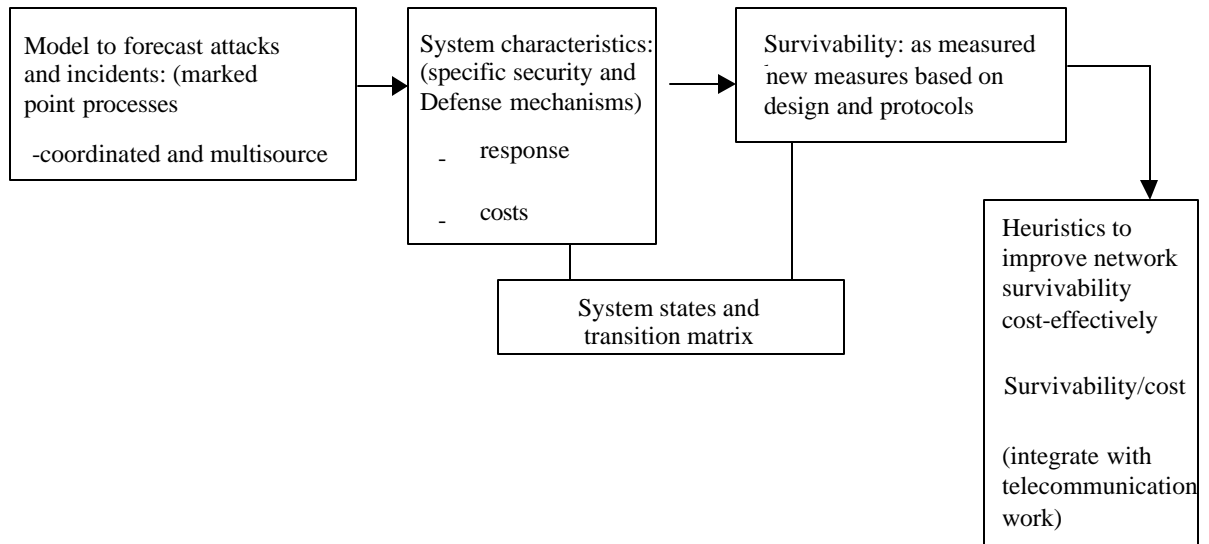 Model to forecast attacks
and incidents: (marked
point processes
-coordinated and multisource
System characteristics:
(specific security and
Defense mechanisms)
- response
- costs
Survivability: as measured
- new measures based on
design and protocols
System states and
transition matrix
Heuristics to
improve network
survivability
cost-effectively
Survivability/cost
(integrate with
telecommunication
work)